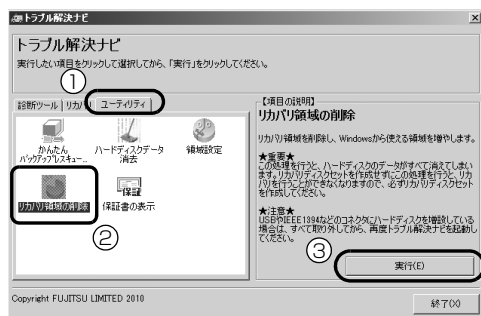 トラブル解決ナビ
トラブル解決ナビ
実行したい項目をクリックして選択してから、「実行」をクリックしてください。
①
診断ツール
リカバリ
ユーティリティ
かんたん
バックアップレスキュー...
ハードディスクデータ
消去
領域設定
リカバリ領域の削除
保証
保証書の表示
②
【項目の説明】
リカバリ領域の削除
リカバリ領域を削除し、Windowsから使える領域を増やします。
★重要★
この処理を行うと、ハードディスクのデータがすべて消えてしまい
ます。リカバリディスクセットを作成せずにこの処理を行うと、リカ
バリを行うことができなくなりますので、必ずリカバリディスクセット
を作成してください。
★注意★
USBやIEEE1394などのコネクタにハードディスクを増設している
場合は、すべて取り外してから、再度トラブル解決ナビを起動し
てください。
③
実行(E)
Copyright FUJITSU LIMITED 2010
終了(X)